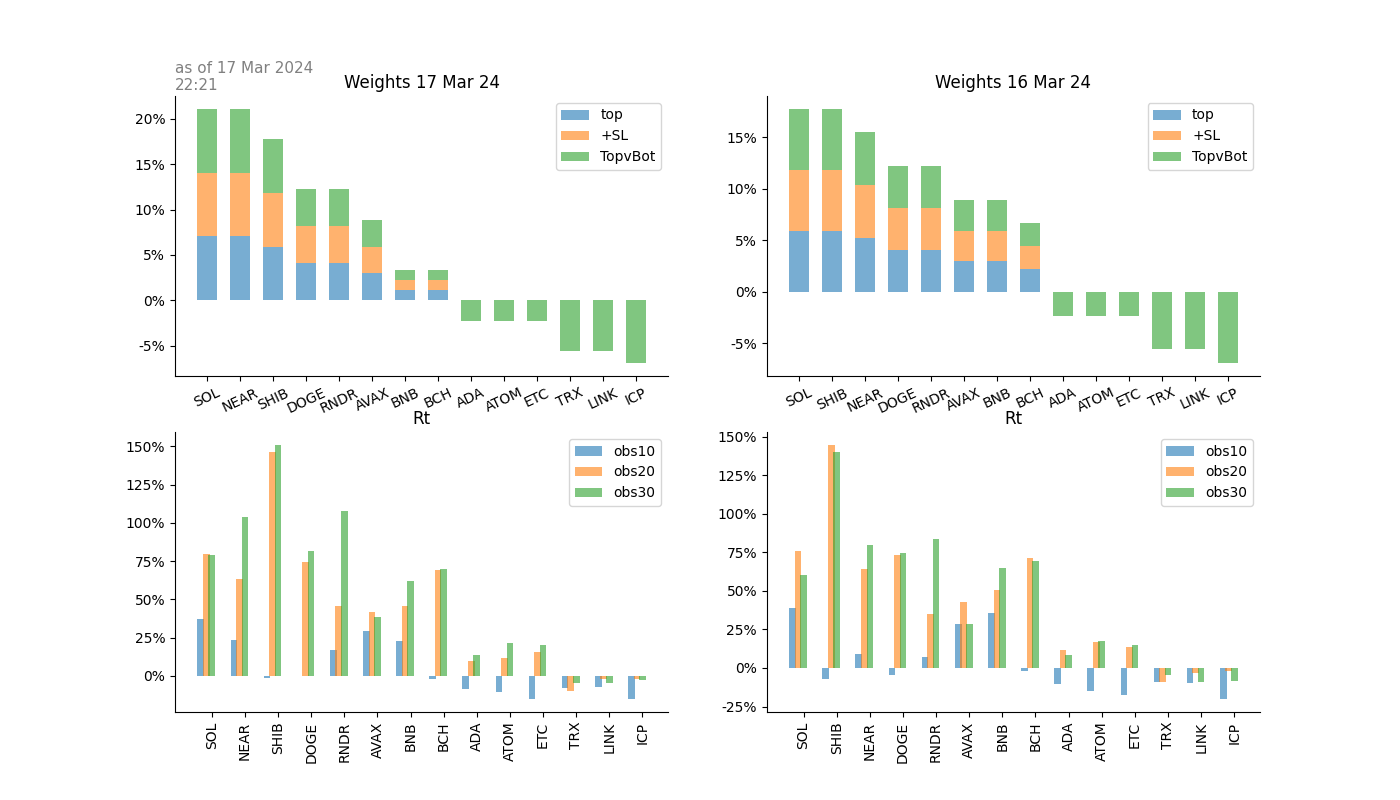 as of 17 Mar 2024
22:21
Weights 17 Mar 24
20%
15%
10%
5%
0%
-5%
top
+SL
TopvBot
SOL NEAR SHIB DOGE RNDR AVAX BNB BCH ADA ATOM ETC TRX LINK ICP
Weights 16 Mar 24
15%
10%
5%
0%
-5%
top
+SL
TopvBot
SOL SHIB NEAR DOGE RNDR AVAX BNB BCH ADA ATOM ETC TRX LINK ICP
Rt
150%
125%
100%
75%
50%
25%
0%
obs10
obs20
obs30
SOL NEAR SHIB DOGE RNDR AVAX BNB BCH ADA ATOM ETC TRX LINK ICP
Rt
150%
125%
100%
75%
50%
25%
0%
-25%
obs10
obs20
obs30
SOL SHIB NEAR DOGE RNDR AVAX BNB BCH ADA ATOM ETC TRX LINK ICP